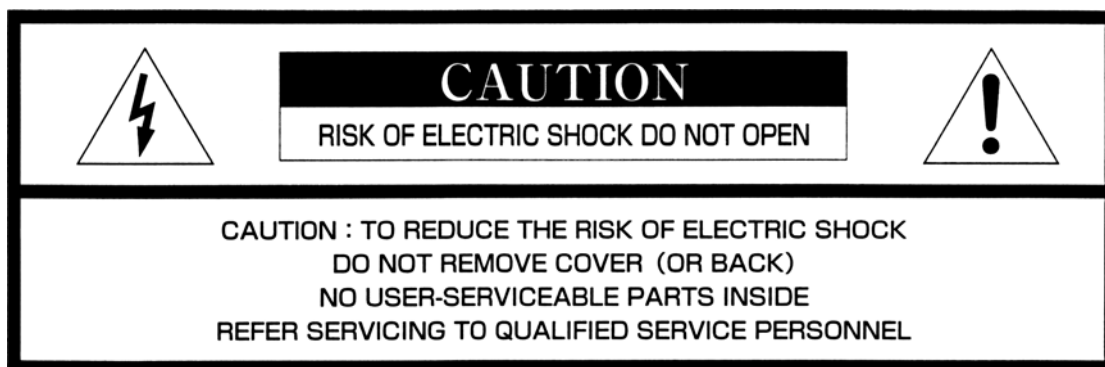 CAUTION
RISK OF ELECTRIC SHOCK DO NOT OPEN
CAUTION : TO REDUCE THE RISK OF ELECTRIC SHOCK
DO NOT REMOVE COVER (OR BACK)
NO USER-SERVICEABLE PARTS INSIDE
REFER SERVICING TO QUALIFIED SERVICE PERSONNEL